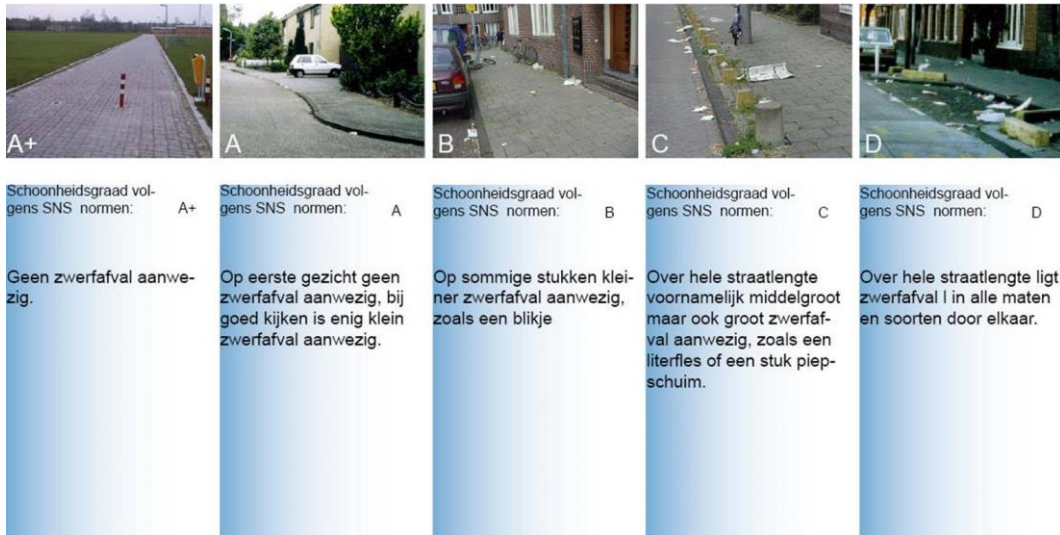 A+
A
B
C
D
Schoonheidsgraad vol-
gens SNS normen: A+
Geen zwerfafval aanwe-
zig.
Schoonheidsgraad vol-
gens SNS normen: A
Op eerste gezicht geen
zwerfafval aanwezig, bij
goed kijken is enig klein
zwerfafval aanwezig.
Schoonheidsgraad vol-
gens SNS normen: B
Op sommige stukken klei-
ner zwerfafval aanwezig,
zoals een blikje
Schoonheidsgraad vol-
gens SNS normen: C
Over hele straatlengte
voornamelijk middelgroot
maar ook groot zwerfaf-
val aanwezig, zoals een
literfles of een stuk piep-
schuim.
Schoonheidsgraad vol-
gens SNS normen: D
Over hele straatlengte ligt
zwerfafval l in alle maten
en soorten door elkaar.